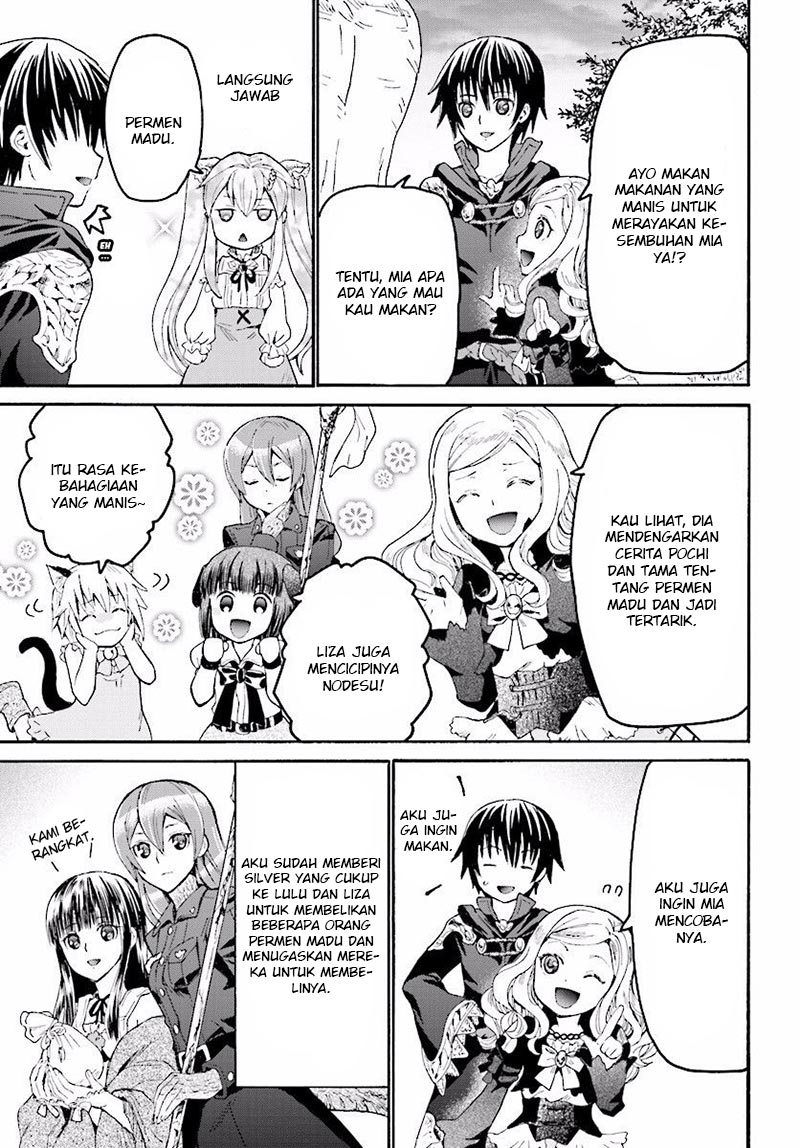 AYO MAKAN
MAKANAN YANG
MANIS UNTUK
MERAYAKAN KE-
SEMBUHAN MIA
YA!?
TENTU, MIA APA
ADA YANG MAU
KAU MAKAN?
LANGSUNG
JAWAB
PERMEN
MADU.
EH
...
KAU LIHAT, DIA
MENDENGARKAN
CERITA POCHI
DAN TAMA TEN-
TANG PERMEN
MADU DAN JADI
TERTARIK.
LIZA JUGA
MENCICIPINYA
NODESU!
ITU RASA KE-
BAHAGIAAN
YANG MANIS~
AKU JUGA
INGIN MIA
MENCOBA-
NYA.
AKU JU-
GA INGIN
MAKAN.
AKU SUDAH MEMBERI
SILVER YANG CUKUP
KE LULU DAN LIZA
UNTUK MEMBELIKAN
BEBERAPA ORANG
PERMEN MADU DAN
MENUGASKAN MERE-
KA UNTUK MEMBE-
LINYA.
KAMI BE-
RANGKAT.